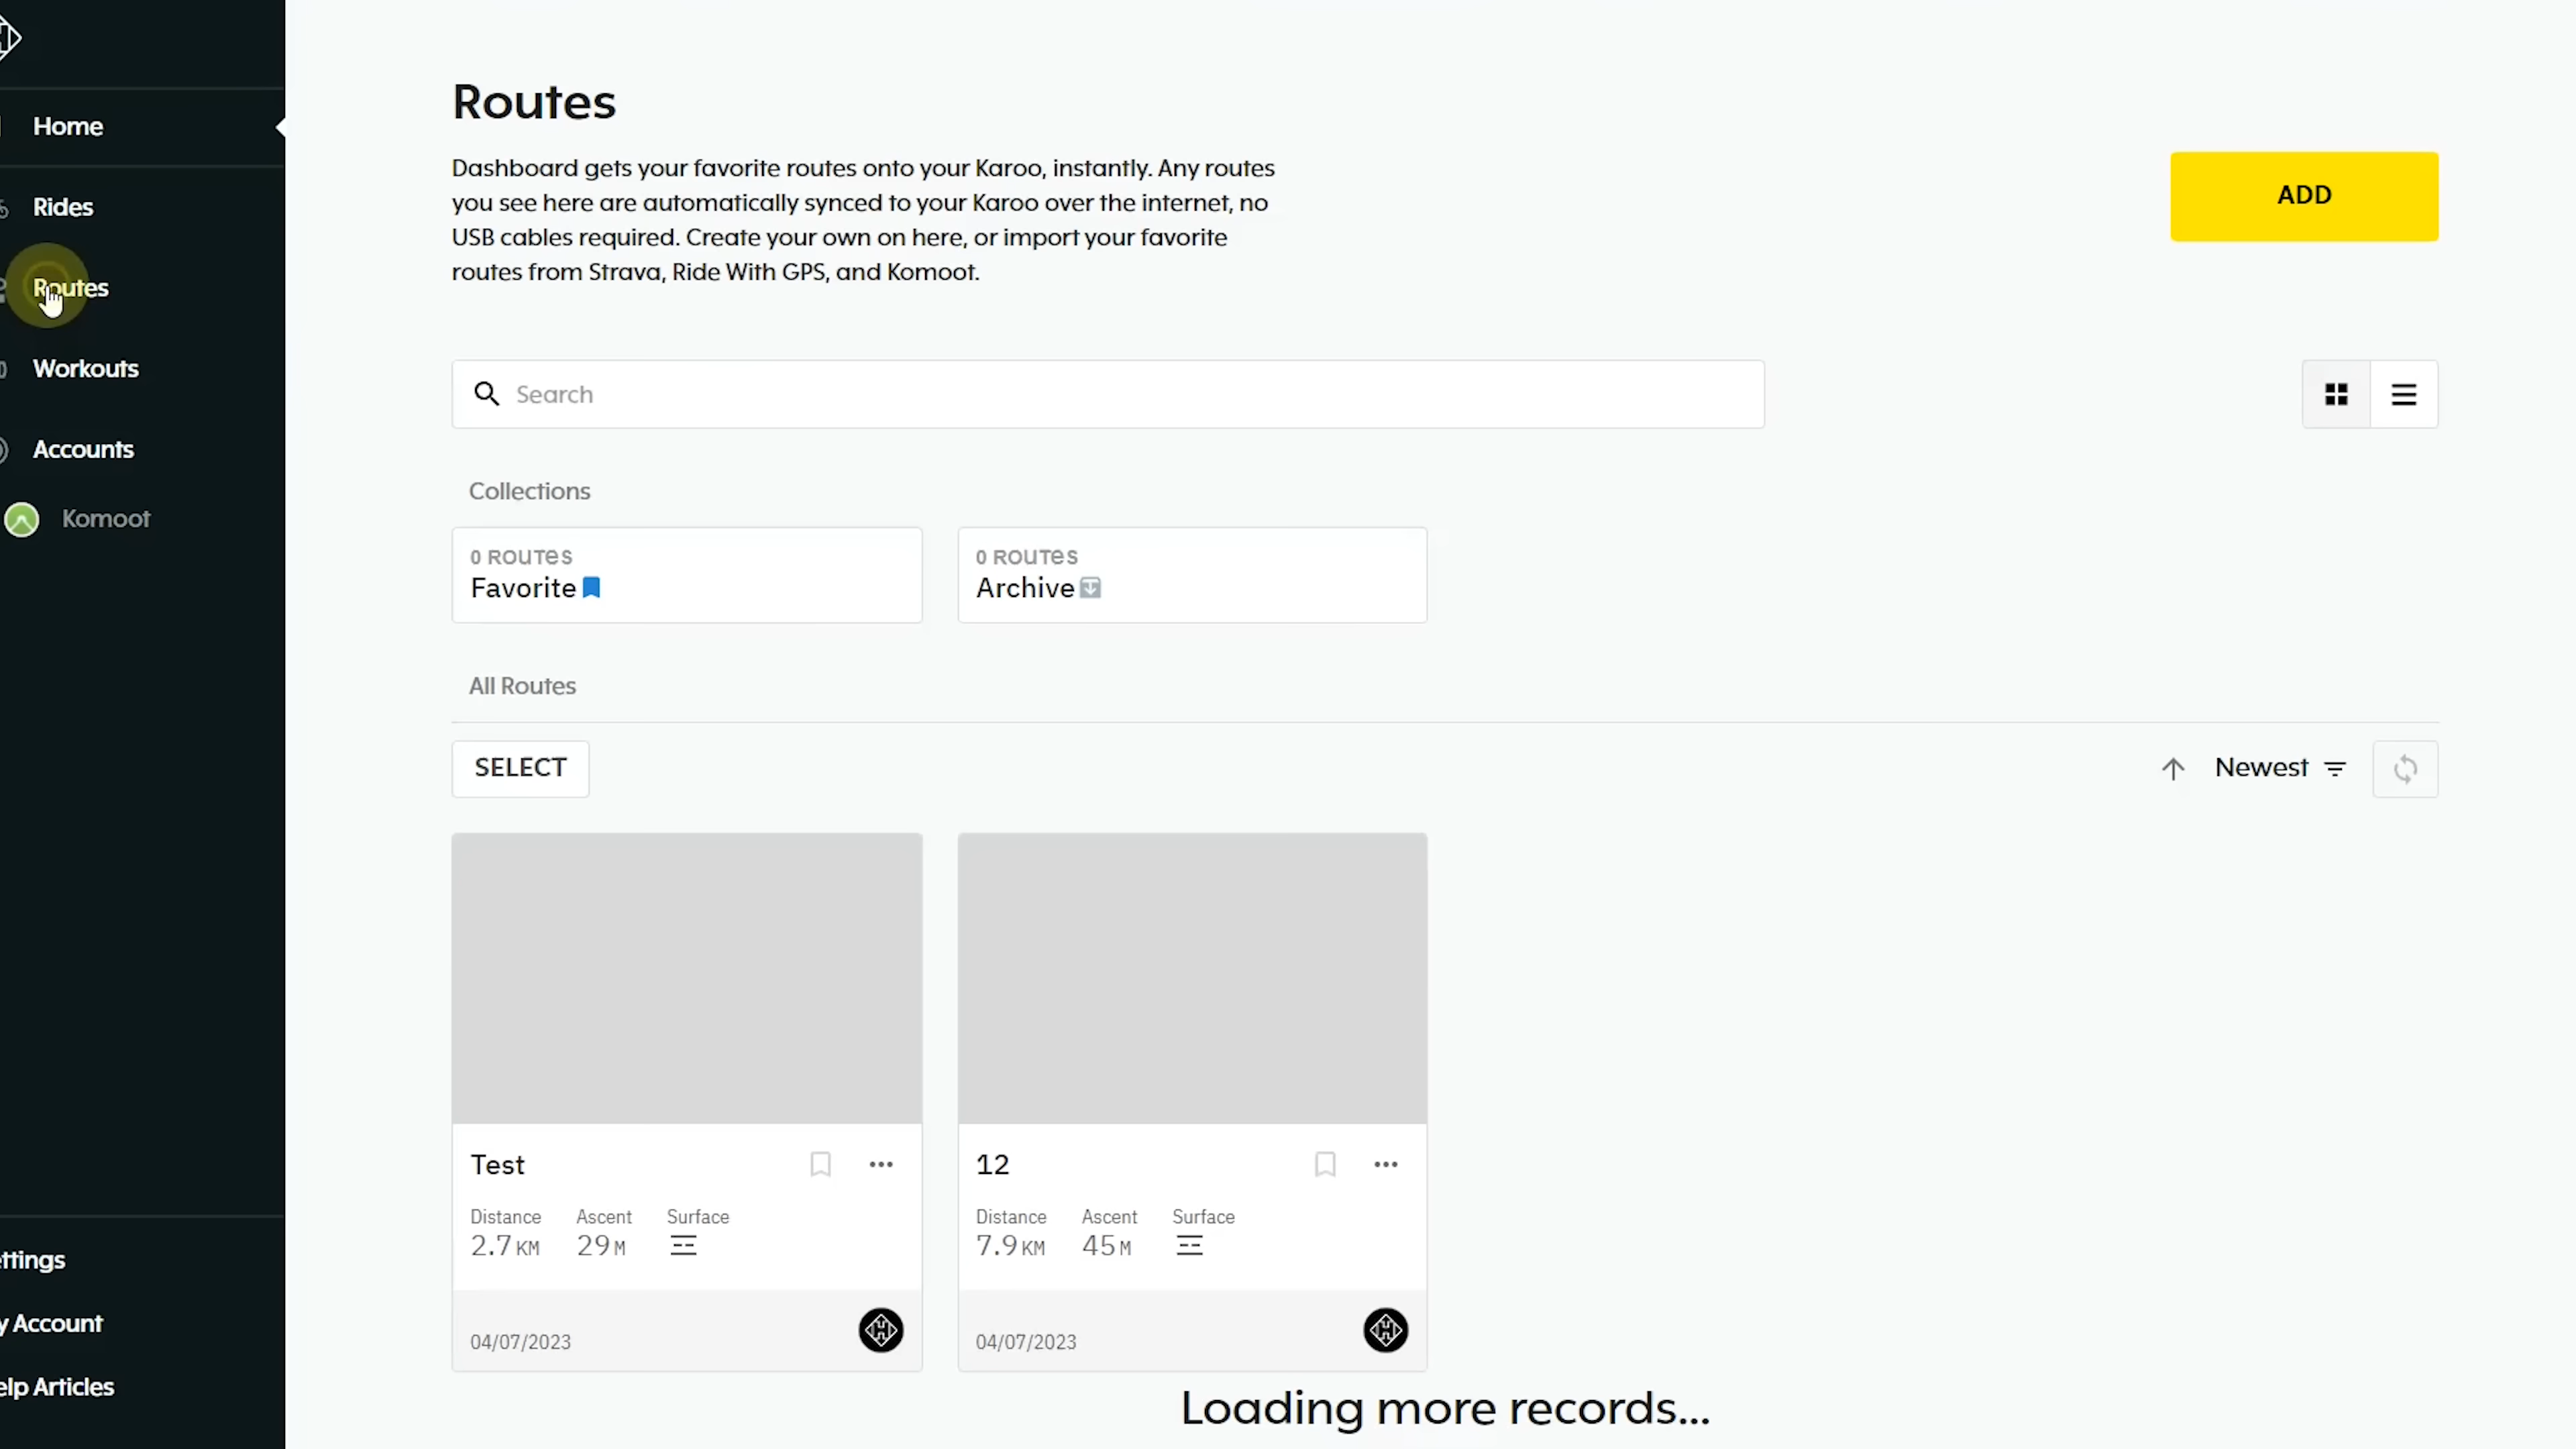 Home
Rides
Routes
Workouts
Accounts
Komoot
ettings
y Account
elp Articles
Routes
Dashboard gets your favorite routes onto your Karoo, instantly. Any routes
you see here are automatically synced to your Karoo over the internet, no
USB cables required. Create your own on here, or import your favorite
routes from Strava, Ride With GPS, and Komoot.
ADD
Search
Collections
0 ROUTES
Favorite
0 ROUTES
Archive
All Routes
SELECT
Newest
Test
Distance Ascent Surface
2.7 KM 29 M
04/07/2023
12
Distance Ascent Surface
7.9 KM 45 M
04/07/2023
Loading more records...